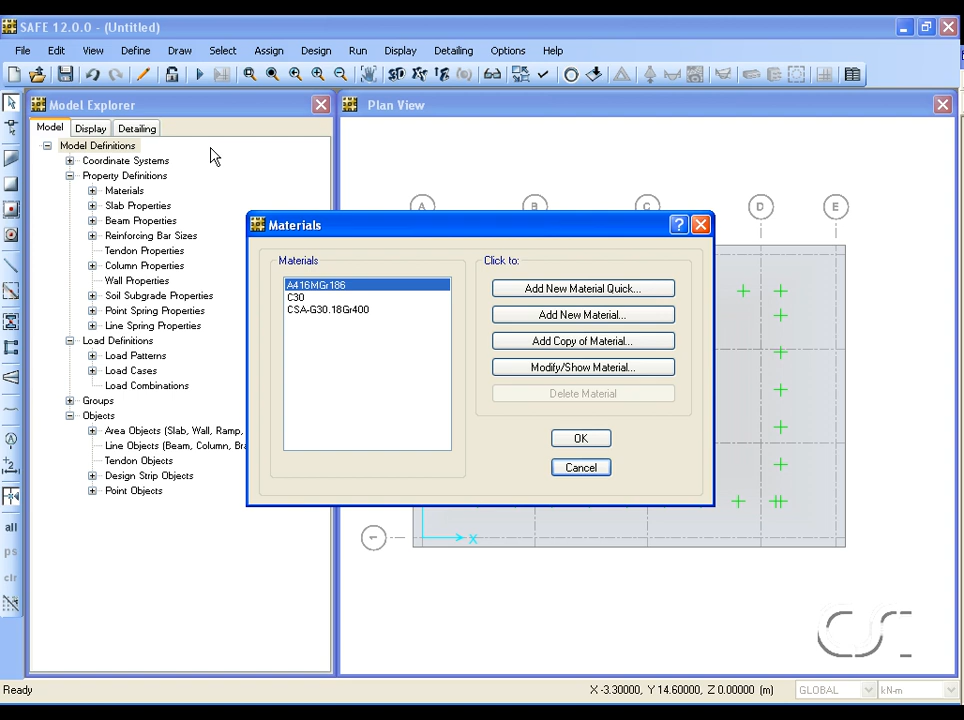 SAFE 12.0.0 - (Untitled)
File Edit View Define Draw Select Assign Design Run Display Detailing Options Help
Model Explorer
Plan View
Model Display Detailing
Model Definitions
Coordinate Systems
Property Definitions
Materials
Slab Properties
Beam Properties
Reinforcing Bar Sizes
Tendon Properties
Column Properties
Wall Properties
Soil Subgrade Properties
Point Spring Properties
Line Spring Properties
Load Definitions
Load Patterns
Load Cases
Load Combinations
Groups
Objects
Area Objects (Slab, Wall, Ramp,
Line Objects (Beam, Column, Bra
Tendon Objects
Design Strip Objects
Point Objects
A B C D E
Materials
Materials
A416MGr186
C30
CSA-G30.18Gr400
Click to:
Add New Material Quick...
Add New Material...
Add Copy of Material...
Modify/Show Material...
Delete Material
OK
Cancel
1
X
all
ps
clr
CSI
Ready
X -3.30000, Y 14.60000, Z 0.00000 (m)
GLOBAL
kN-m